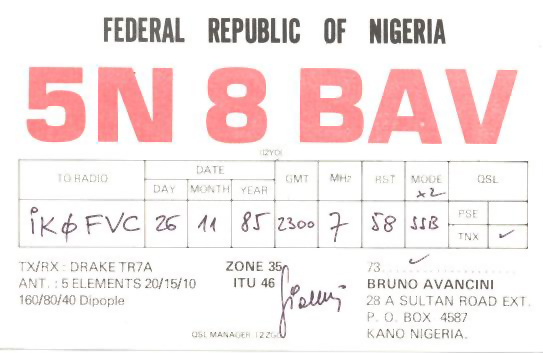 FEDERAL REPUBLIC OF NIGERIA
5N 8 BAV
(I2YO)
TO RADIO DATE GMT MHz RST MODE QSL
DAY MONTH YEAR x2
iKØFVC 26 11 85 2300 7 58 SSB PSE
TNX ✓
TX/RX : DRAKE TR7A ZONE 35 73 ✓
ANT. : 5 ELEMENTS 20/15/10 ITU 46 BRUNO AVANCINI
160/80/40 Dipople 28 A SULTAN ROAD EXT.
P. O. BOX 4587
QSL MANAGER KANO NIGERIA.